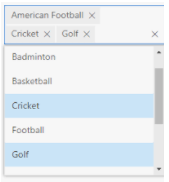 American Football ×
Cricket × Golf × ×
Badminton
Basketball
Cricket
Football
Golf